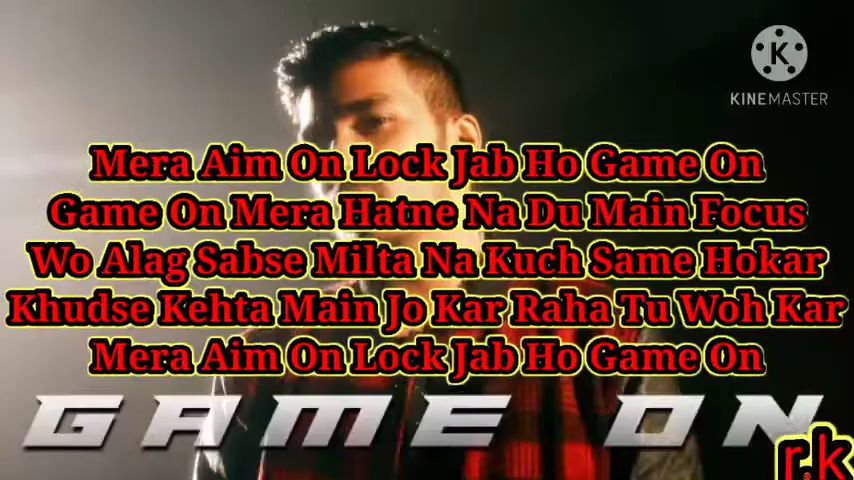 KINEMASTER
Mera Aim On Lock Jab Ho Game On
Game On Mera Hatne Na Du Main Focus
Wo Alag Sabse Milta Na Kuch Same Hokar
Khudse Kehta Main Jo Kar Raha Tu Woh Kar
Mera Aim On Lock Jab Ho Game On
GAME ON
r.k